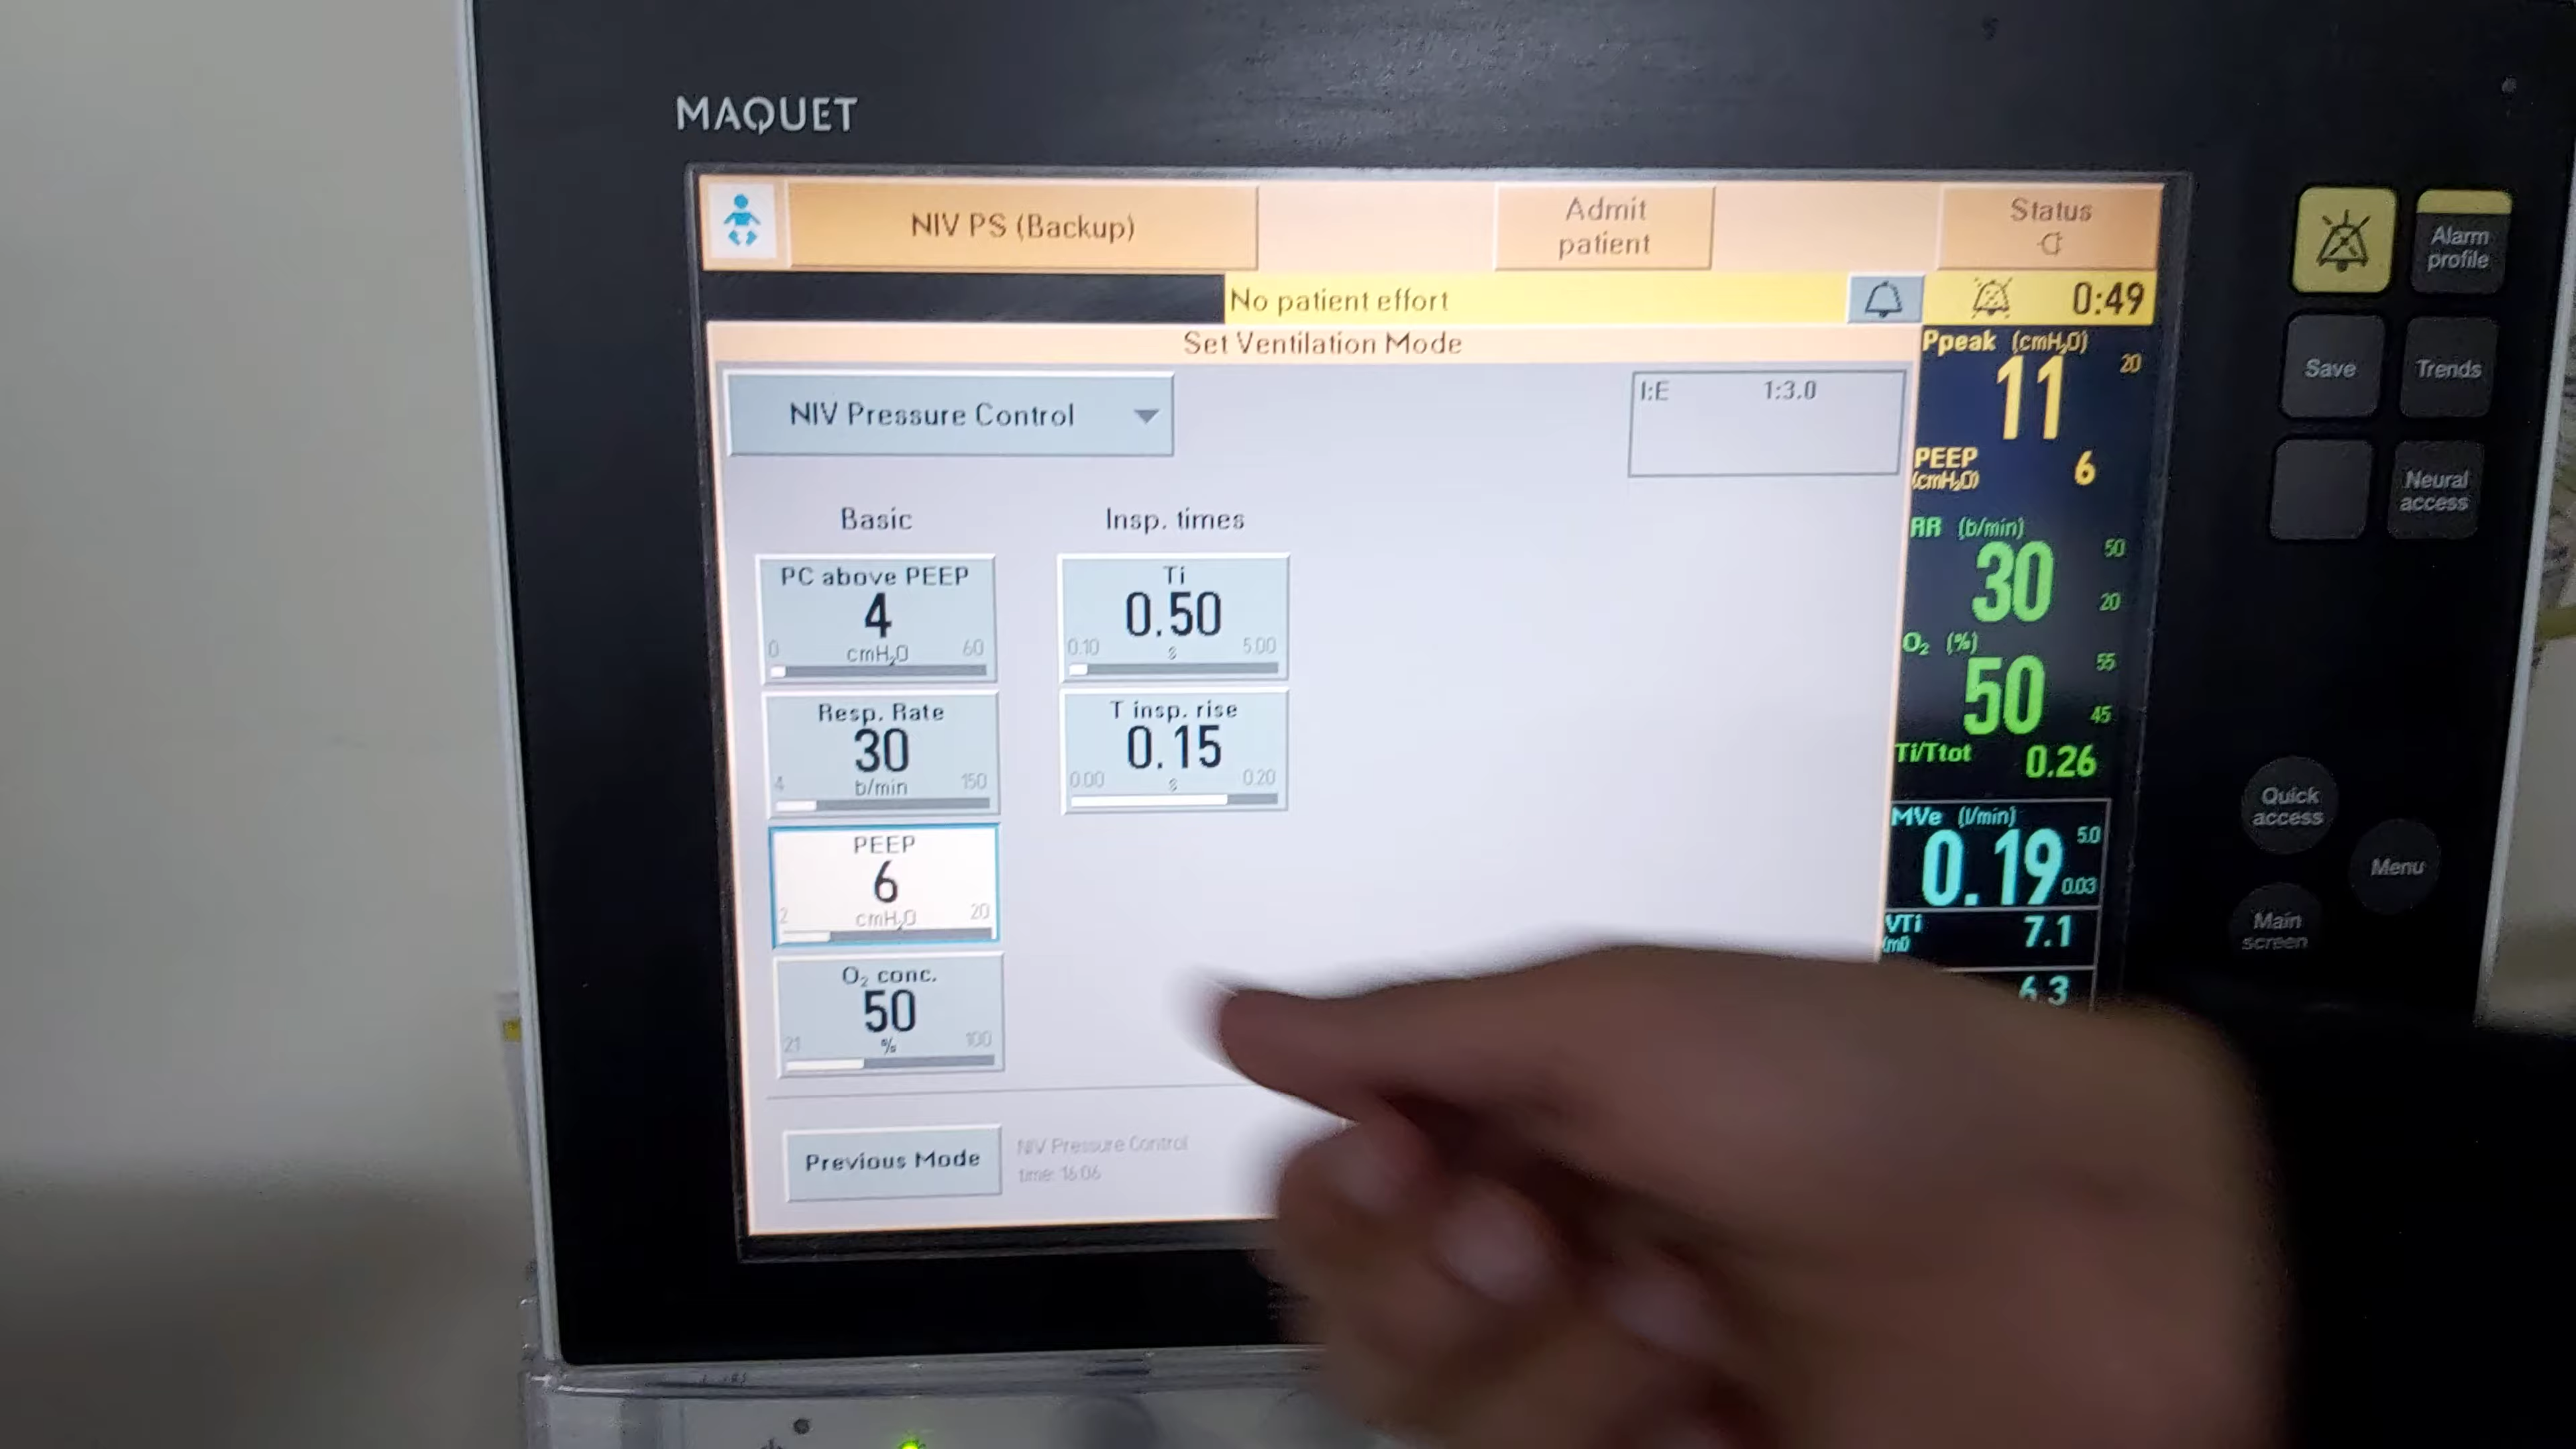 MAQUET
NIV PS (Backup)
Admit
patient
Status
No patient effort
0:49
Set Ventilation Mode
NIV Pressure Control
I:E 1:3.0
Basic
Insp. times
PC above PEEP
4
0 cmH₂O 60
Ti
0.50
0.10 s 5.00
Resp. Rate
30
4 b/min 150
T insp. rise
0.15
0.00 s 0.20
PEEP
6
2 cmH₂O 20
O₂ conc.
50
21 % 100
Previous Mode
NIV Pressure Control
time: 16:06
Ppeak (cmH₂O)
11 20
PEEP
(cmH₂O)
6
RR (b/min)
30 50
20
O₂ (%)
50 55
45
Ti/Ttot 0.26
MVe (l/min)
0.19 5.0
0.03
VTi
(ml)
7.1
6.3
Alarm
profile
Save
Trends
Neural
access
Quick
access
Menu
Main
screen